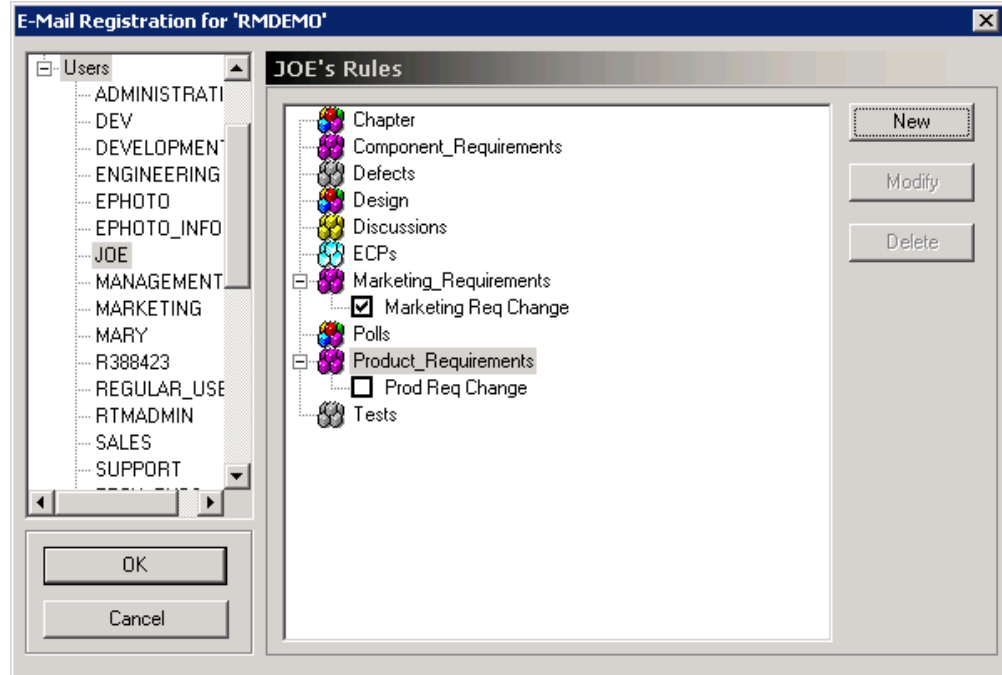 E-Mail Registration for 'RMDEMO'
Users
ADMINISTRATI
DEV
DEVELOPMEN
ENGINEERING
EPHOTO
EPHOTO_INFO
JOE
MANAGEMENT
MARKETING
MARY
R388423
REGULAR_USE
RTMADMIN
SALES
SUPPORT
OK
Cancel
JOE's Rules
Chapter
Component_Requirements
Defects
Design
Discussions
ECPs
Marketing_Requirements
Marketing Req Change
Polls
Product_Requirements
Prod Req Change
Tests
New
Modify
Delete